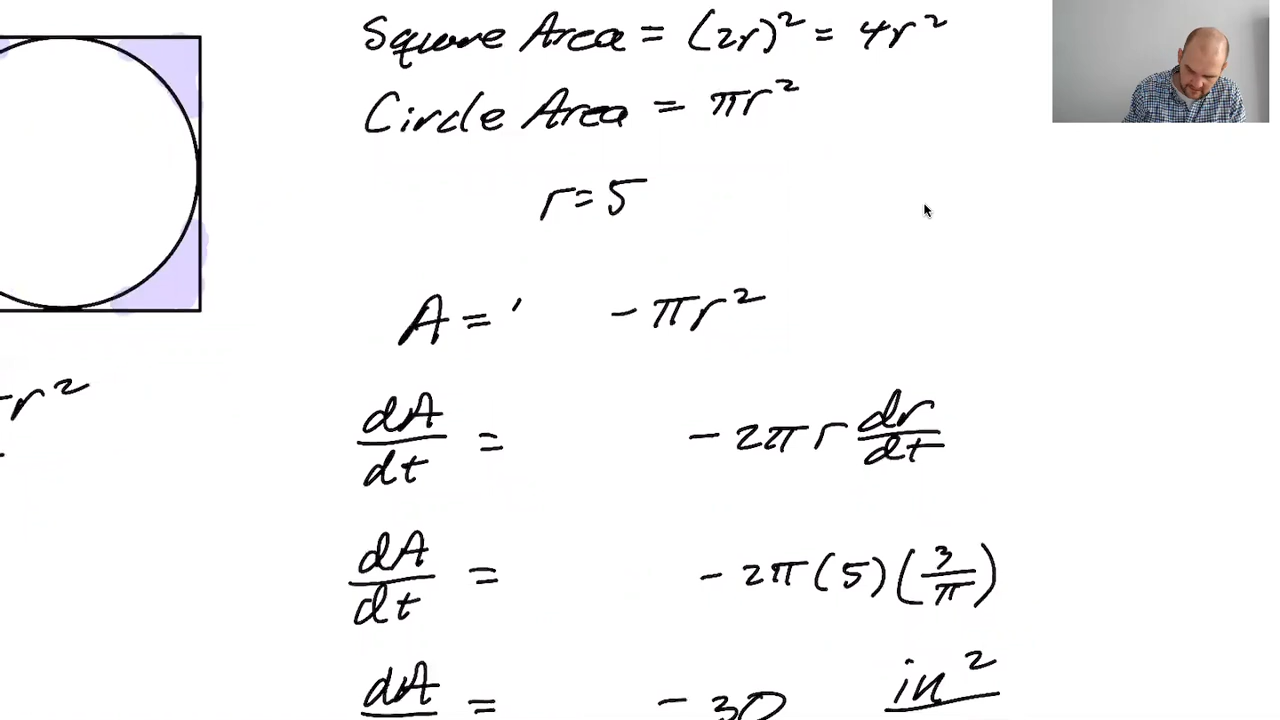 Square Area = (2r)² = 4r²
Circle Area = πr²
r = 5
A = - πr²
r²
dA/dt = - 2πr dr/dt
dA/dt = - 2π(5)(3/π)
dA = - 30 in²